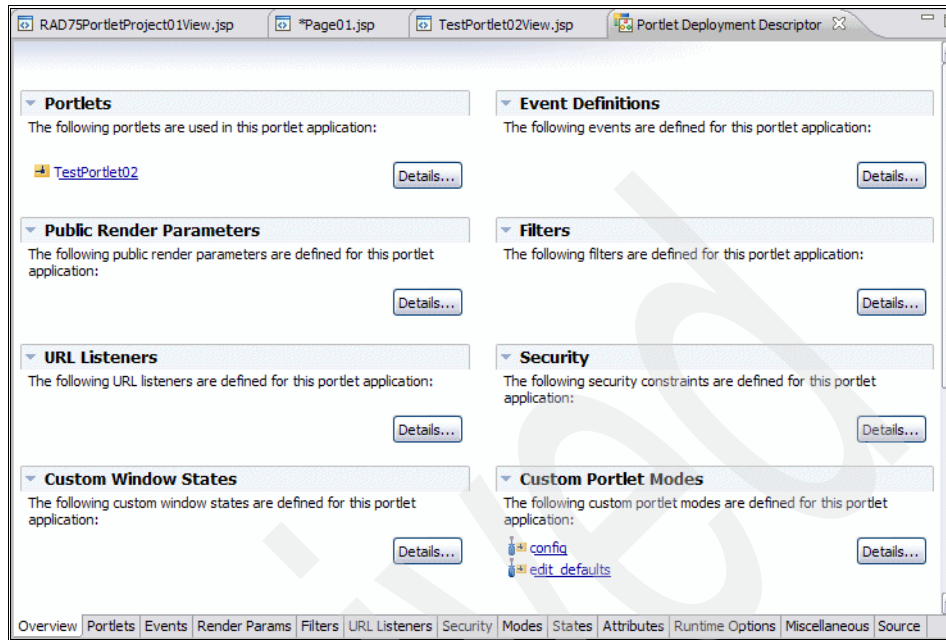 RAD75PortletProject01View.jsp *Page01.jsp TestPortlet02View.jsp Portlet Deployment Descriptor
Portlets
The following portlets are used in this portlet application:
TestPortlet02
Details...
Event Definitions
The following events are defined for this portlet application:
Details...
Public Render Parameters
The following public render parameters are defined for this portlet
application:
Details...
Filters
The following filters are defined for this portlet application:
Details...
URL Listeners
The following URL listeners are defined for this portlet application:
Details...
Security
The following security constraints are defined for this portlet
application:
Details...
Custom Window States
The following custom window states are defined for this portlet
application:
Details...
Custom Portlet Modes
The following custom portlet modes are defined for this portlet
application:
config
edit_defaults
Details...
Overview Portlets Events Render Params Filters URL Listeners Security Modes States Attributes Runtime Options Miscellaneous Source